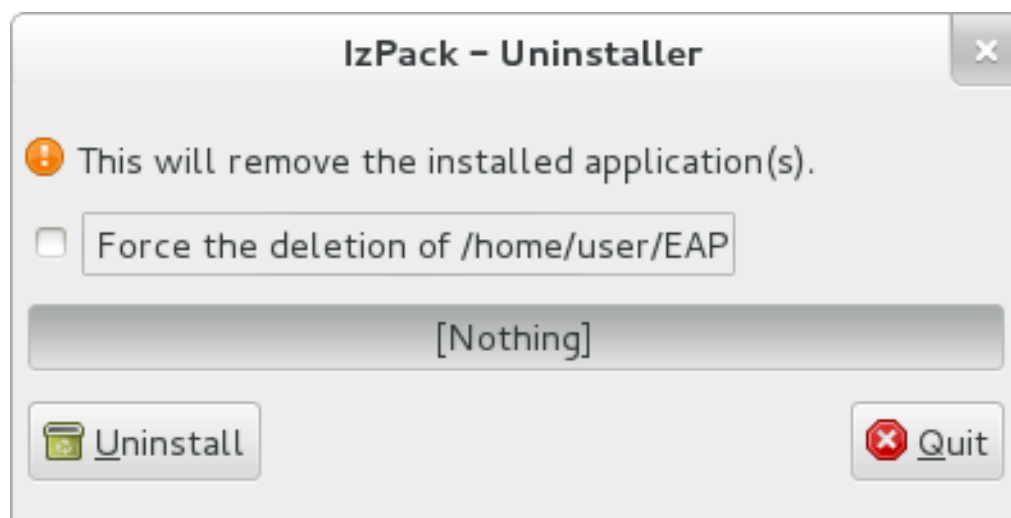 IzPack - Uninstaller
This will remove the installed application(s).
Force the deletion of /home/user/EAP
[Nothing]
Uninstall
Quit